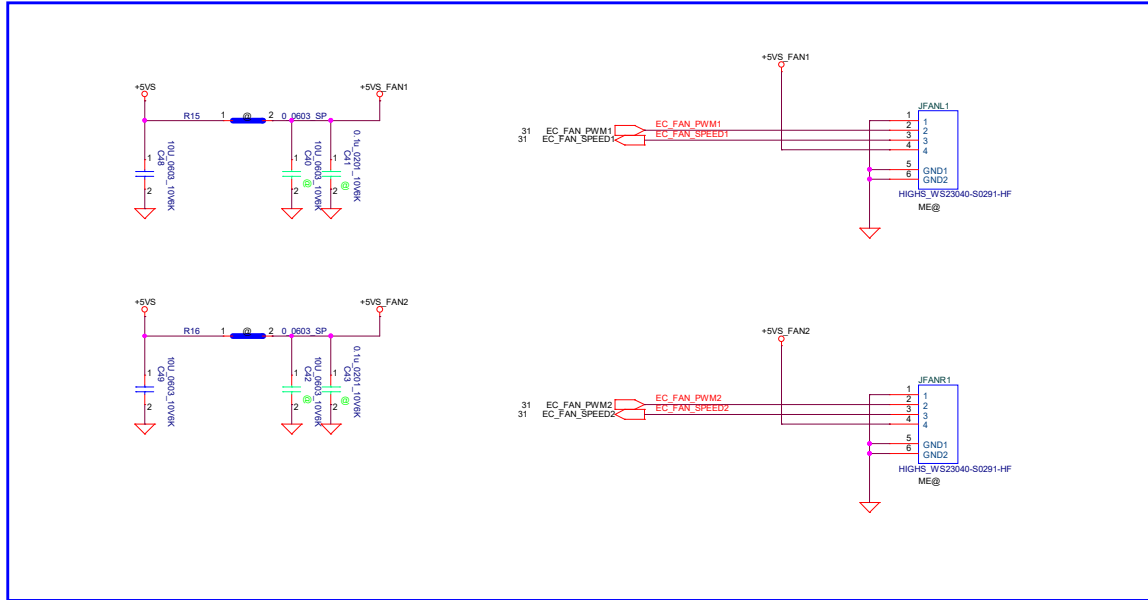 +5VS
+5VS_FAN1
R15 1 @ 2 0_0603_SP
1
2
C48
10U_0603_10V6K
1
2
@
C40
10U_0603_10V6K
1
2
@
C41
0.1u_0201_10V6K
+5VS_FAN1
JFANL1
31 EC_FAN_PWM1
EC_FAN_PWM1
31 EC_FAN_SPEED1
EC_FAN_SPEED1
1 1
2 2
3 3
4 4
5 GND1
6 GND2
HIGHS_WS23040-S0291-HF
ME@
+5VS
+5VS_FAN2
R16 1 @ 2 0_0603_SP
1
2
C49
10U_0603_10V6K
1
2
@
C42
10U_0603_10V6K
1
2
@
C43
0.1u_0201_10V6K
+5VS_FAN2
JFANR1
31 EC_FAN_PWM2
EC_FAN_PWM2
31 EC_FAN_SPEED2
EC_FAN_SPEED2
1 1
2 2
3 3
4 4
5 GND1
6 GND2
HIGHS_WS23040-S0291-HF
ME@